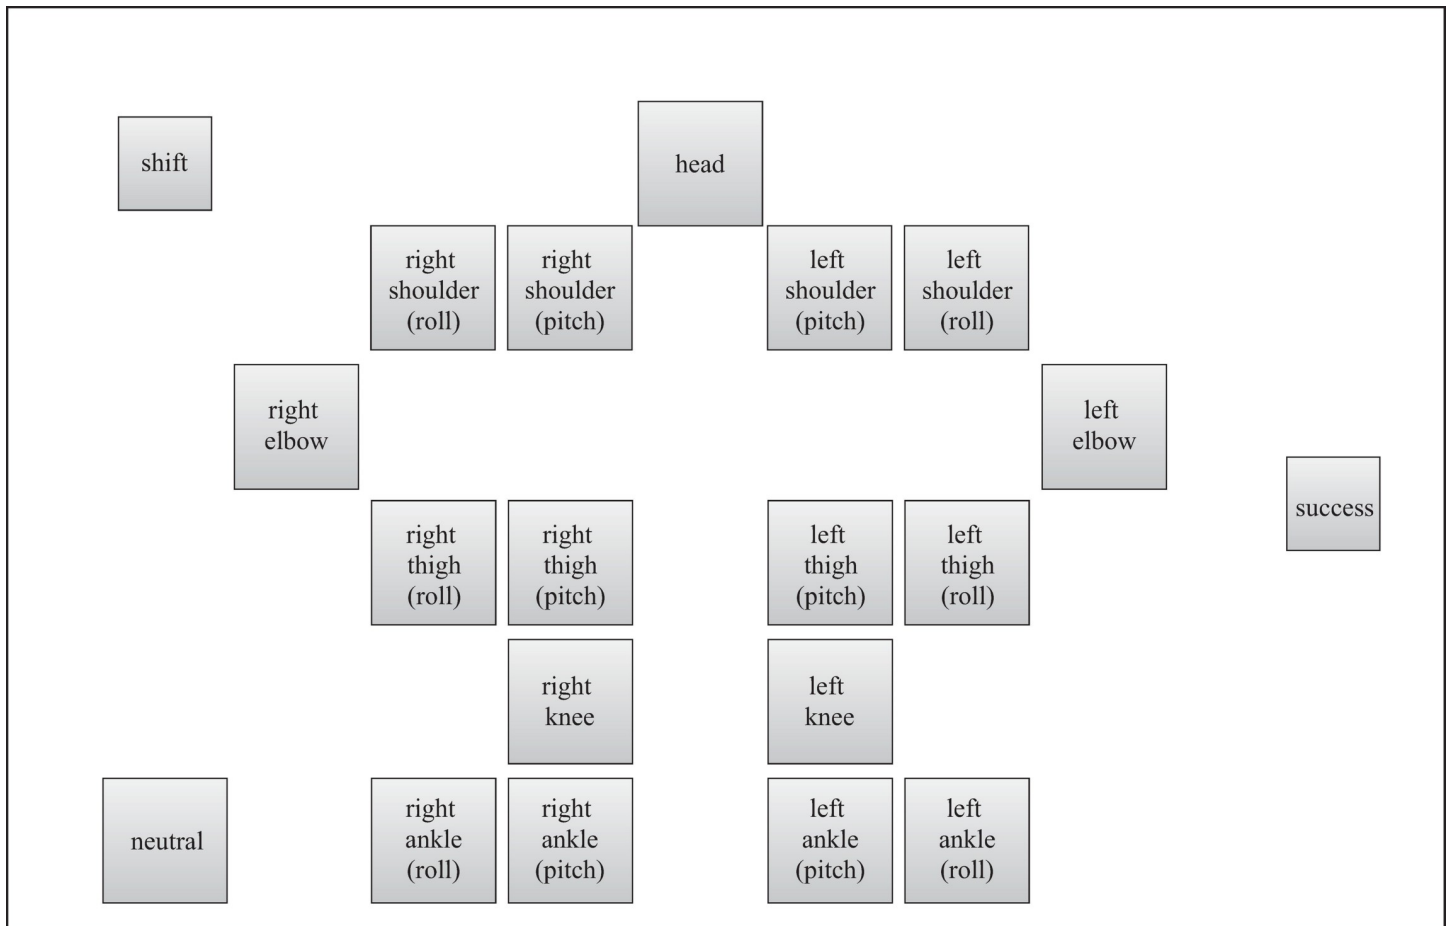 shift
head
right
shoulder
(roll)
right
shoulder
(pitch)
left
shoulder
(pitch)
left
shoulder
(roll)
right
elbow
left
elbow
success
right
thigh
(roll)
right
thigh
(pitch)
left
thigh
(pitch)
left
thigh
(roll)
right
knee
left
knee
neutral
right
ankle
(roll)
right
ankle
(pitch)
left
ankle
(pitch)
left
ankle
(roll)